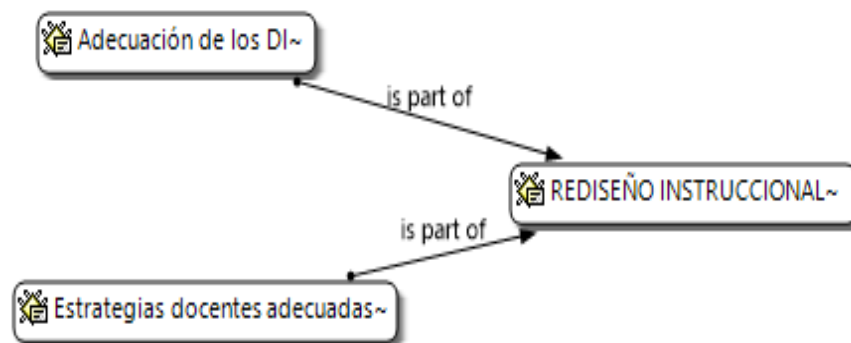 Adecuación de los DI~
is part of
REDISEÑO INSTRUCCIONAL~
is part of
Estrategias docentes adecuadas~